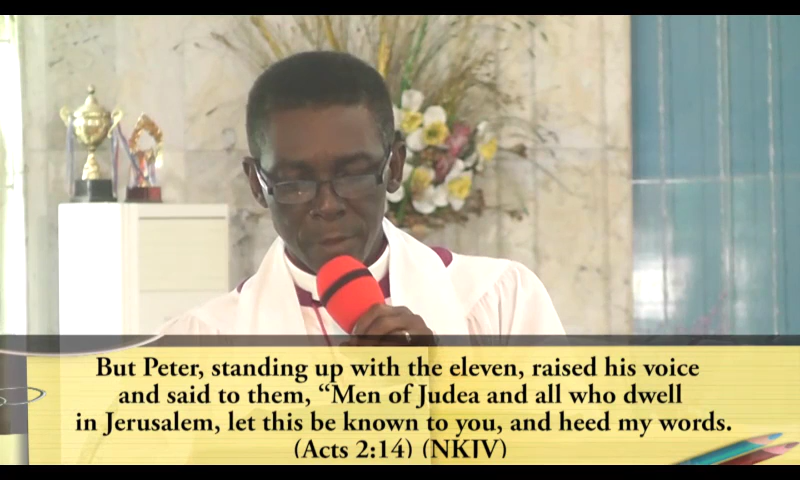 But Peter, standing up with the eleven, raised his voice
and said to them, “Men of Judea and all who dwell
in Jerusalem, let this be known to you, and heed my words.
(Acts 2:14) (NKJV)